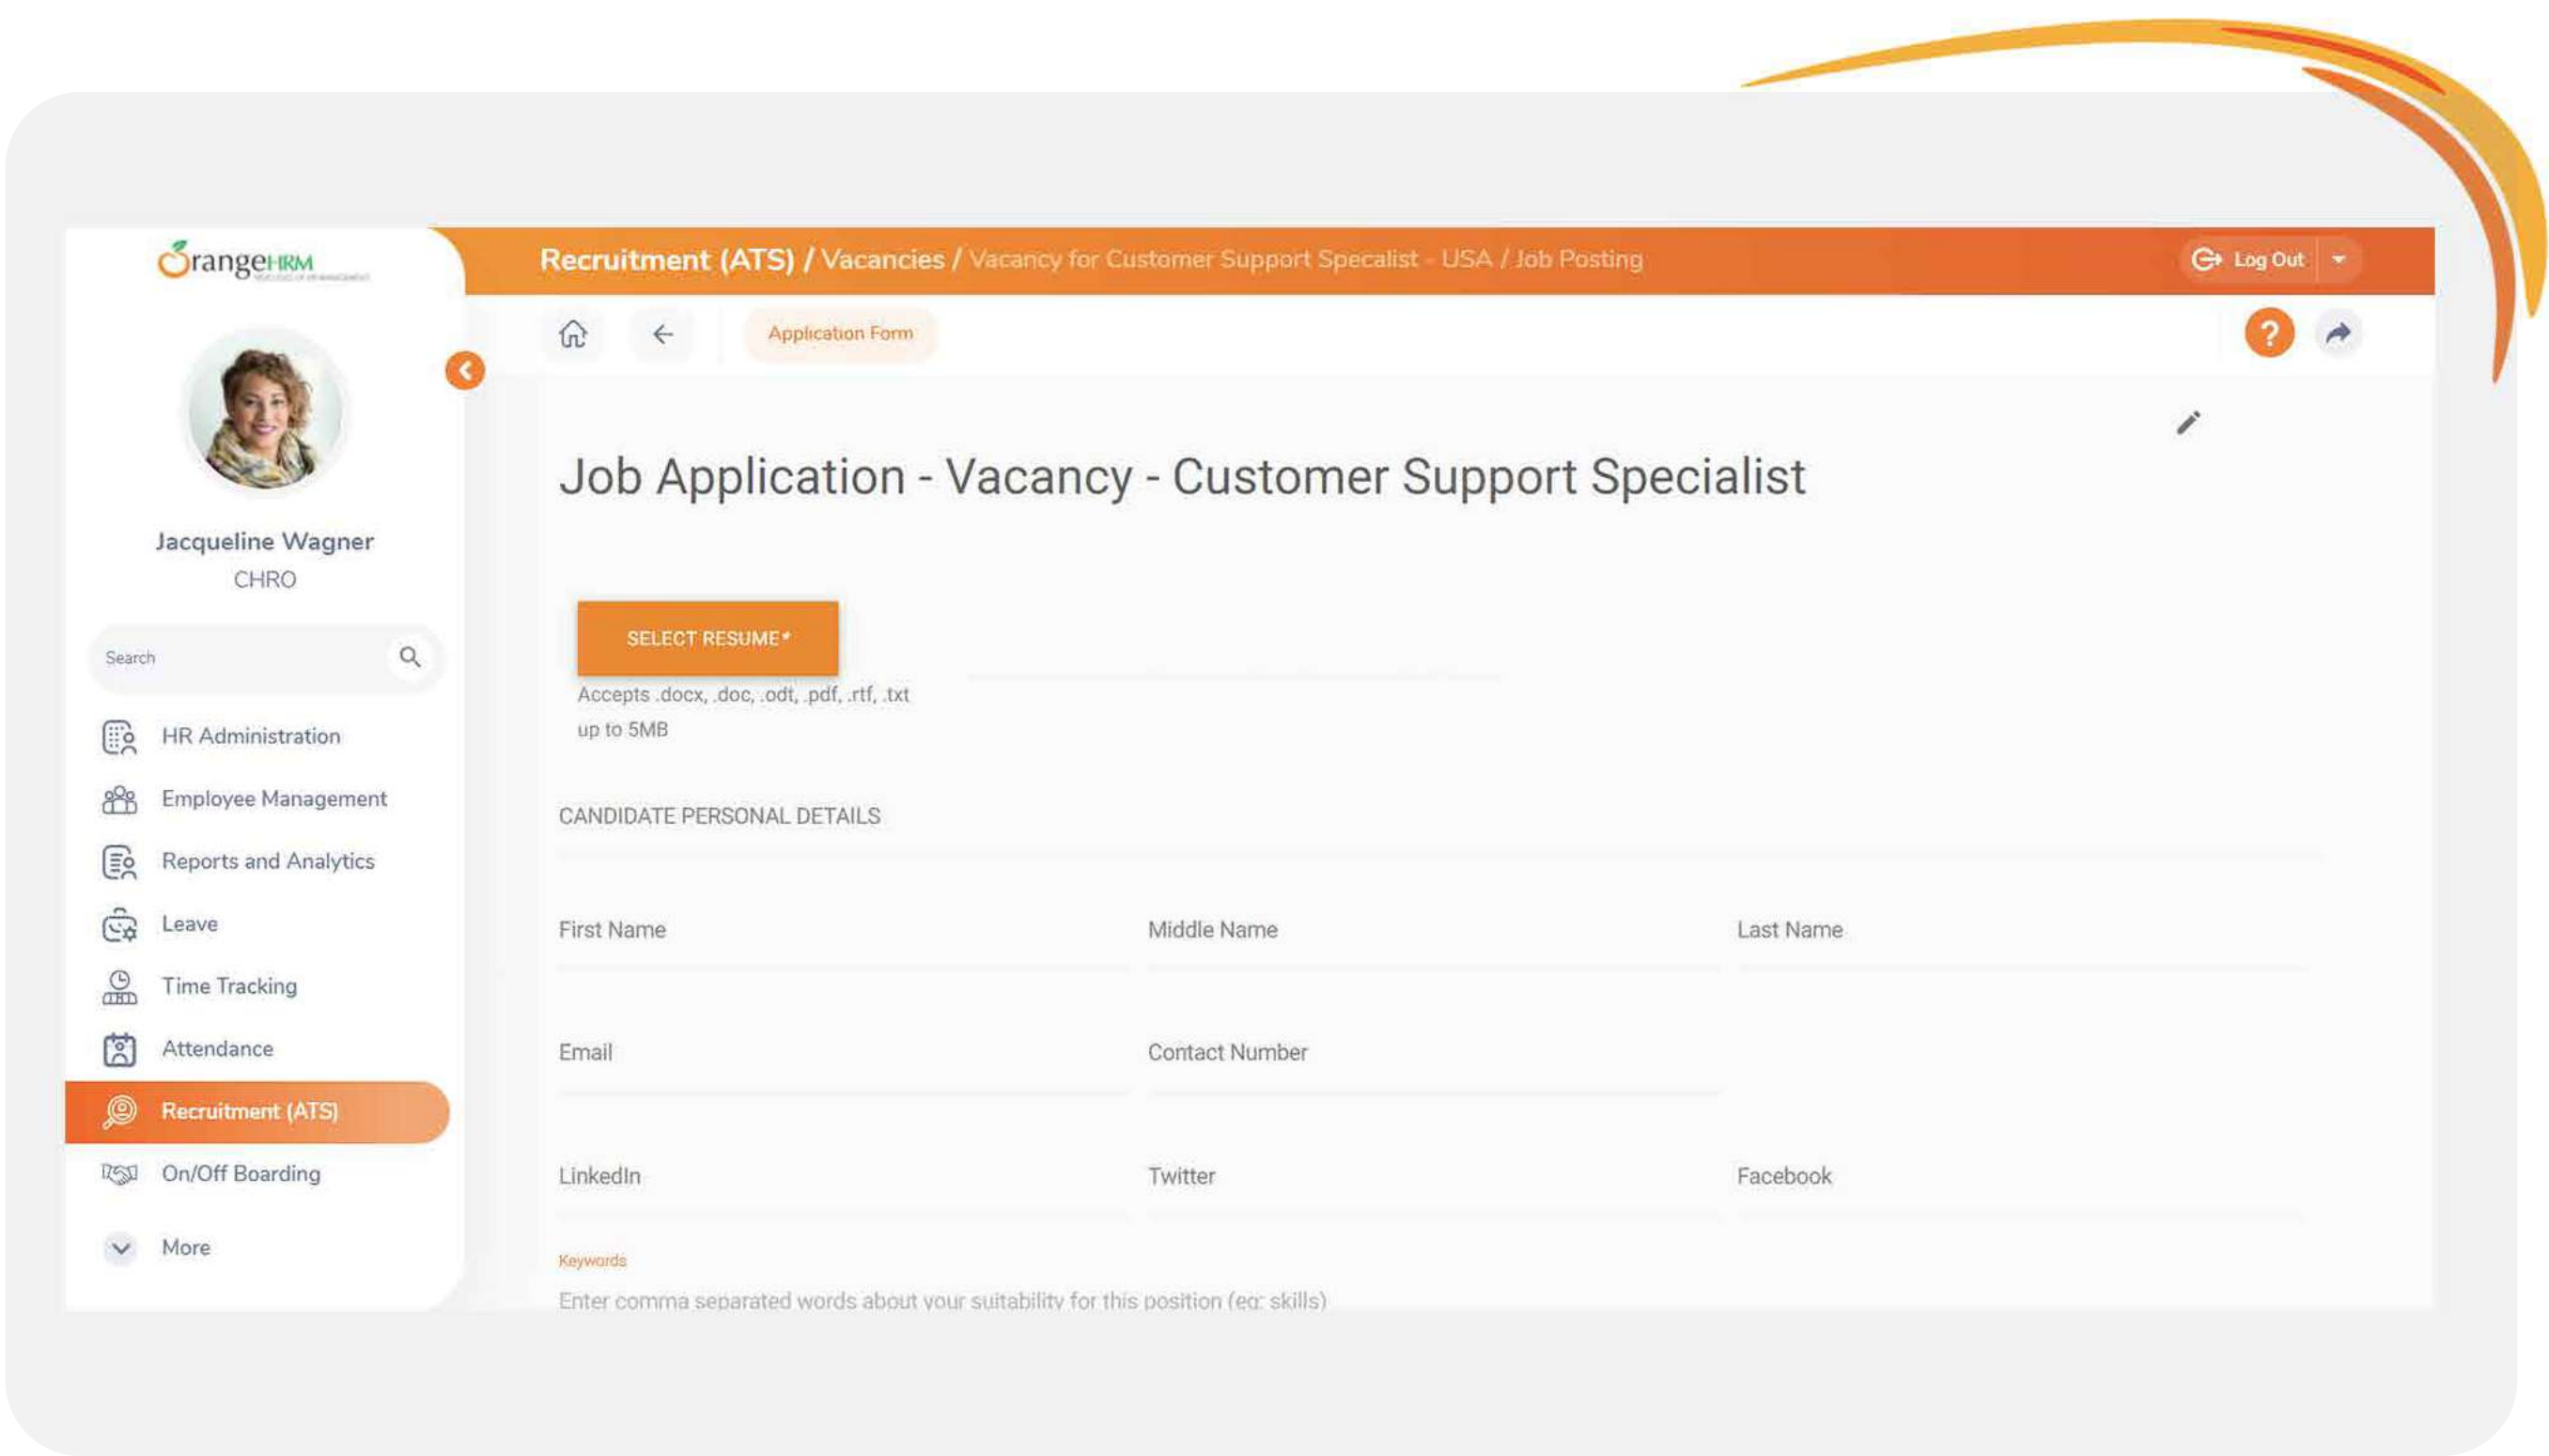 OrangeHRM
Recruitment (ATS) / Vacancies / Vacancy for Customer Support Specalist - USA / Job Posting
Log Out
Application Form
?
Jacqueline Wagner
CHRO
Search
HR Administration
Employee Management
Reports and Analytics
Leave
Time Tracking
Attendance
Recruitment (ATS)
On/Off Boarding
More
Job Application - Vacancy - Customer Support Specialist
SELECT RESUME*
Accepts .docx, .doc, .odt, .pdf, .rtf, .txt
up to 5MB
CANDIDATE PERSONAL DETAILS
First Name Middle Name Last Name
Email Contact Number
LinkedIn Twitter Facebook
Keywords
Enter comma separated words about your suitability for this position (eg: skills)